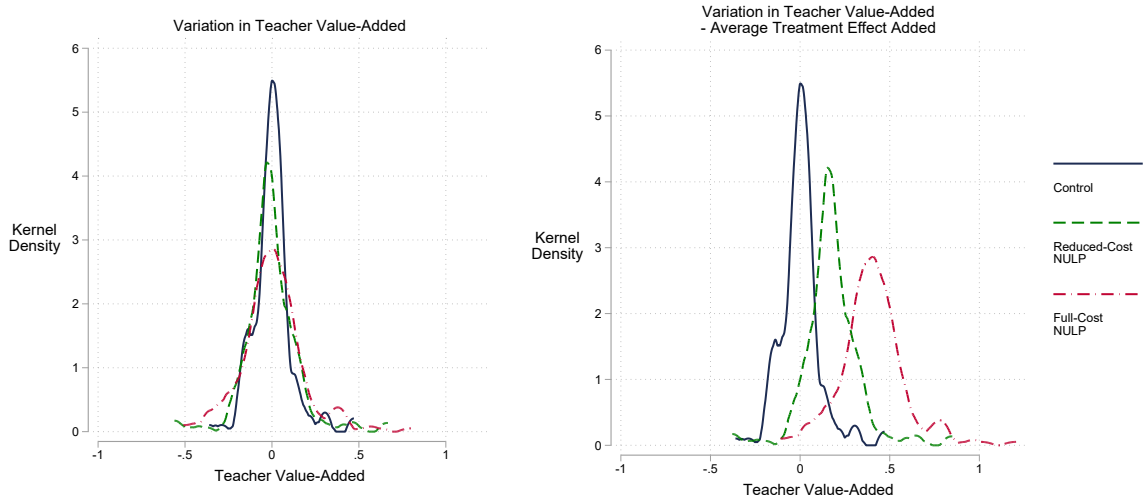 Variation in Teacher Value-Added
6
5
4
3
2
1
0
Kernel
Density
-1
-.5
0
.5
1
Teacher Value-Added
Variation in Teacher Value-Added
- Average Treatment Effect Added
6
5
4
3
2
1
0
Kernel
Density
-1
-.5
0
.5
1
Teacher Value-Added
Control
Reduced-Cost
NULP
Full-Cost
NULP